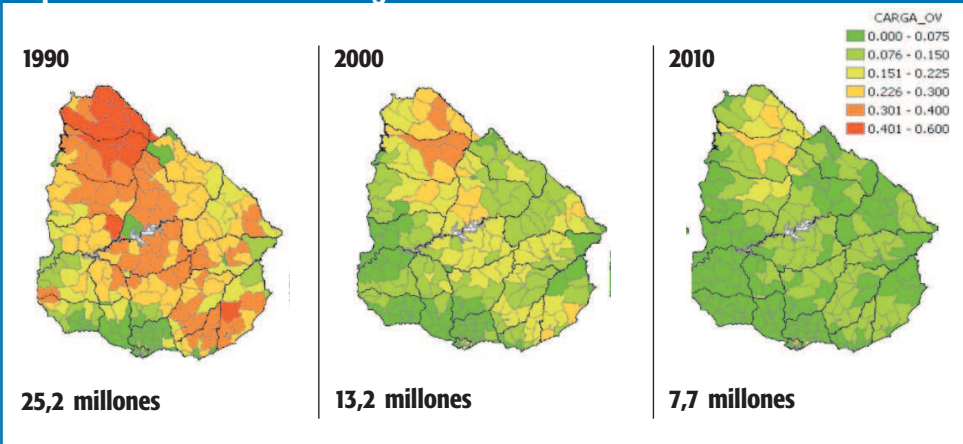 1990
2000
2010
CARGA_OV
0.000 - 0.075
0.076 - 0.150
0.151 - 0.225
0.226 - 0.300
0.301 - 0.400
0.401 - 0.600
25,2 millones
13,2 millones
7,7 millones